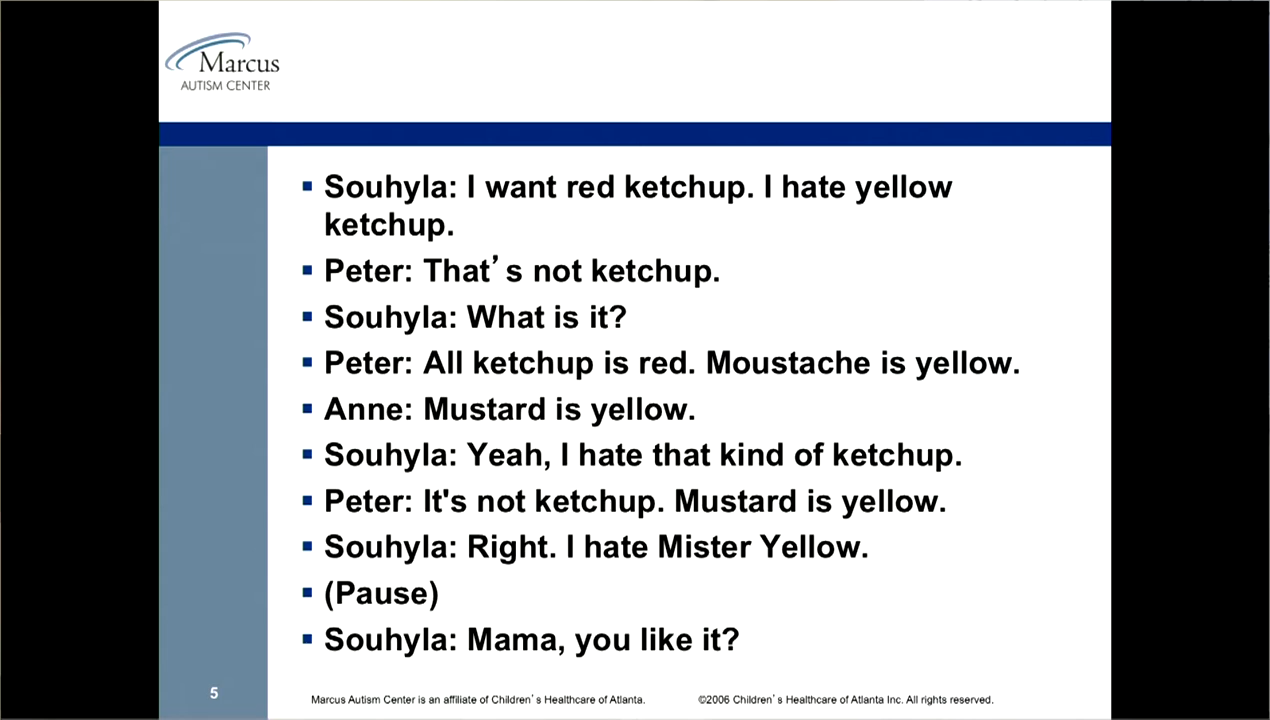 Marcus
AUTISM CENTER
▪ Souhyla: I want red ketchup. I hate yellow
ketchup.
▪ Peter: That’s not ketchup.
▪ Souhyla: What is it?
▪ Peter: All ketchup is red. Moustache is yellow.
▪ Anne: Mustard is yellow.
▪ Souhyla: Yeah, I hate that kind of ketchup.
▪ Peter: It's not ketchup. Mustard is yellow.
▪ Souhyla: Right. I hate Mister Yellow.
▪ (Pause)
▪ Souhyla: Mama, you like it?
5
Marcus Autism Center is an affiliate of Children’s Healthcare of Atlanta. ©2006 Children’s Healthcare of Atlanta Inc. All rights reserved.